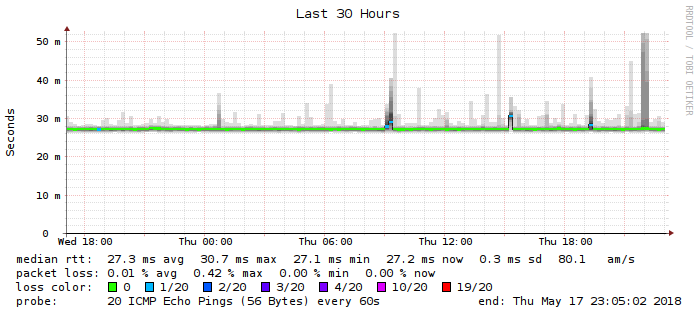 Last 30 Hours
RRDTOOL / TOBI OETIKER
Seconds
50 m
40 m
30 m
20 m
10 m
0
Wed 18:00 Thu 00:00 Thu 06:00 Thu 12:00 Thu 18:00
median rtt: 27.3 ms avg 30.7 ms max 27.1 ms min 27.2 ms now 0.3 ms sd 80.1 am/s
packet loss: 0.01 % avg 0.42 % max 0.00 % min 0.00 % now
loss color: 0 1/20 2/20 3/20 4/20 10/20 19/20
probe: 20 ICMP Echo Pings (56 Bytes) every 60s end: Thu May 17 23:05:02 2018